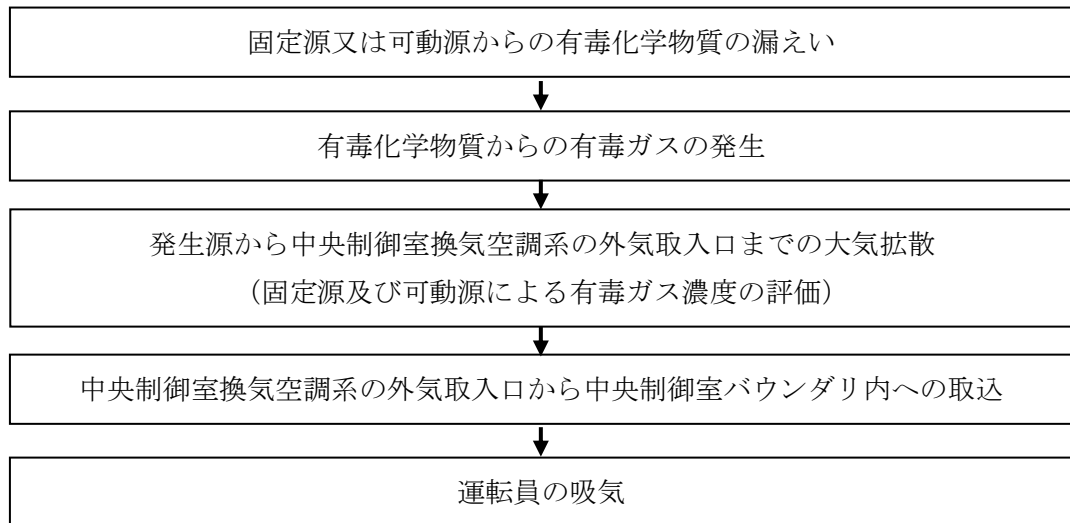 固定源又は可動源からの有毒化学物質の漏えい
有毒化学物質からの有毒ガスの発生
発生源から中央制御室換気空調系の外気取入口までの大気拡散
（固定源及び可動源による有毒ガス濃度の評価）
中央制御室換気空調系の外気取入口から中央制御室バウンダリ内への取込
運転員の吸気